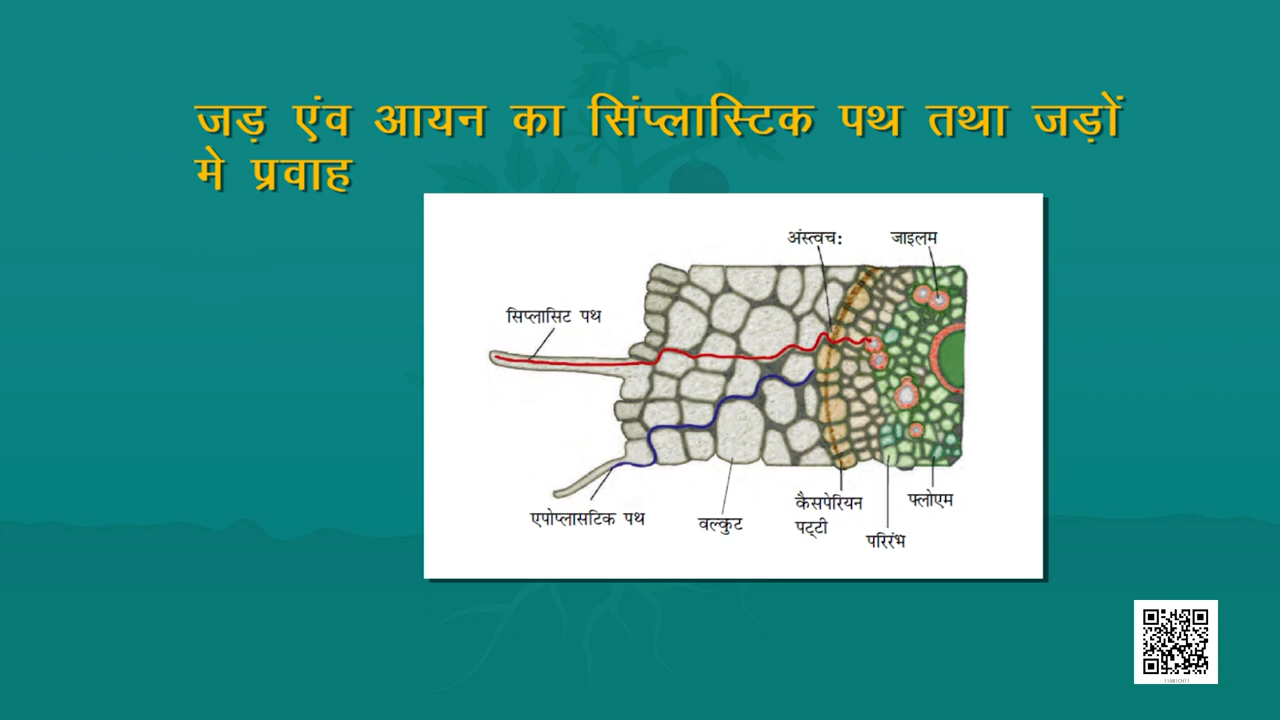 जड़ एंव आयन का सिंप्लास्टिक पथ तथा जड़ों
मे प्रवाह
अंस्त्वच: जाइलम
सिप्लासिट पथ
कैसपेरियन
पट्टी
फ्लोएम
एपोप्लासटिक पथ
वल्कुट
परिरंभ